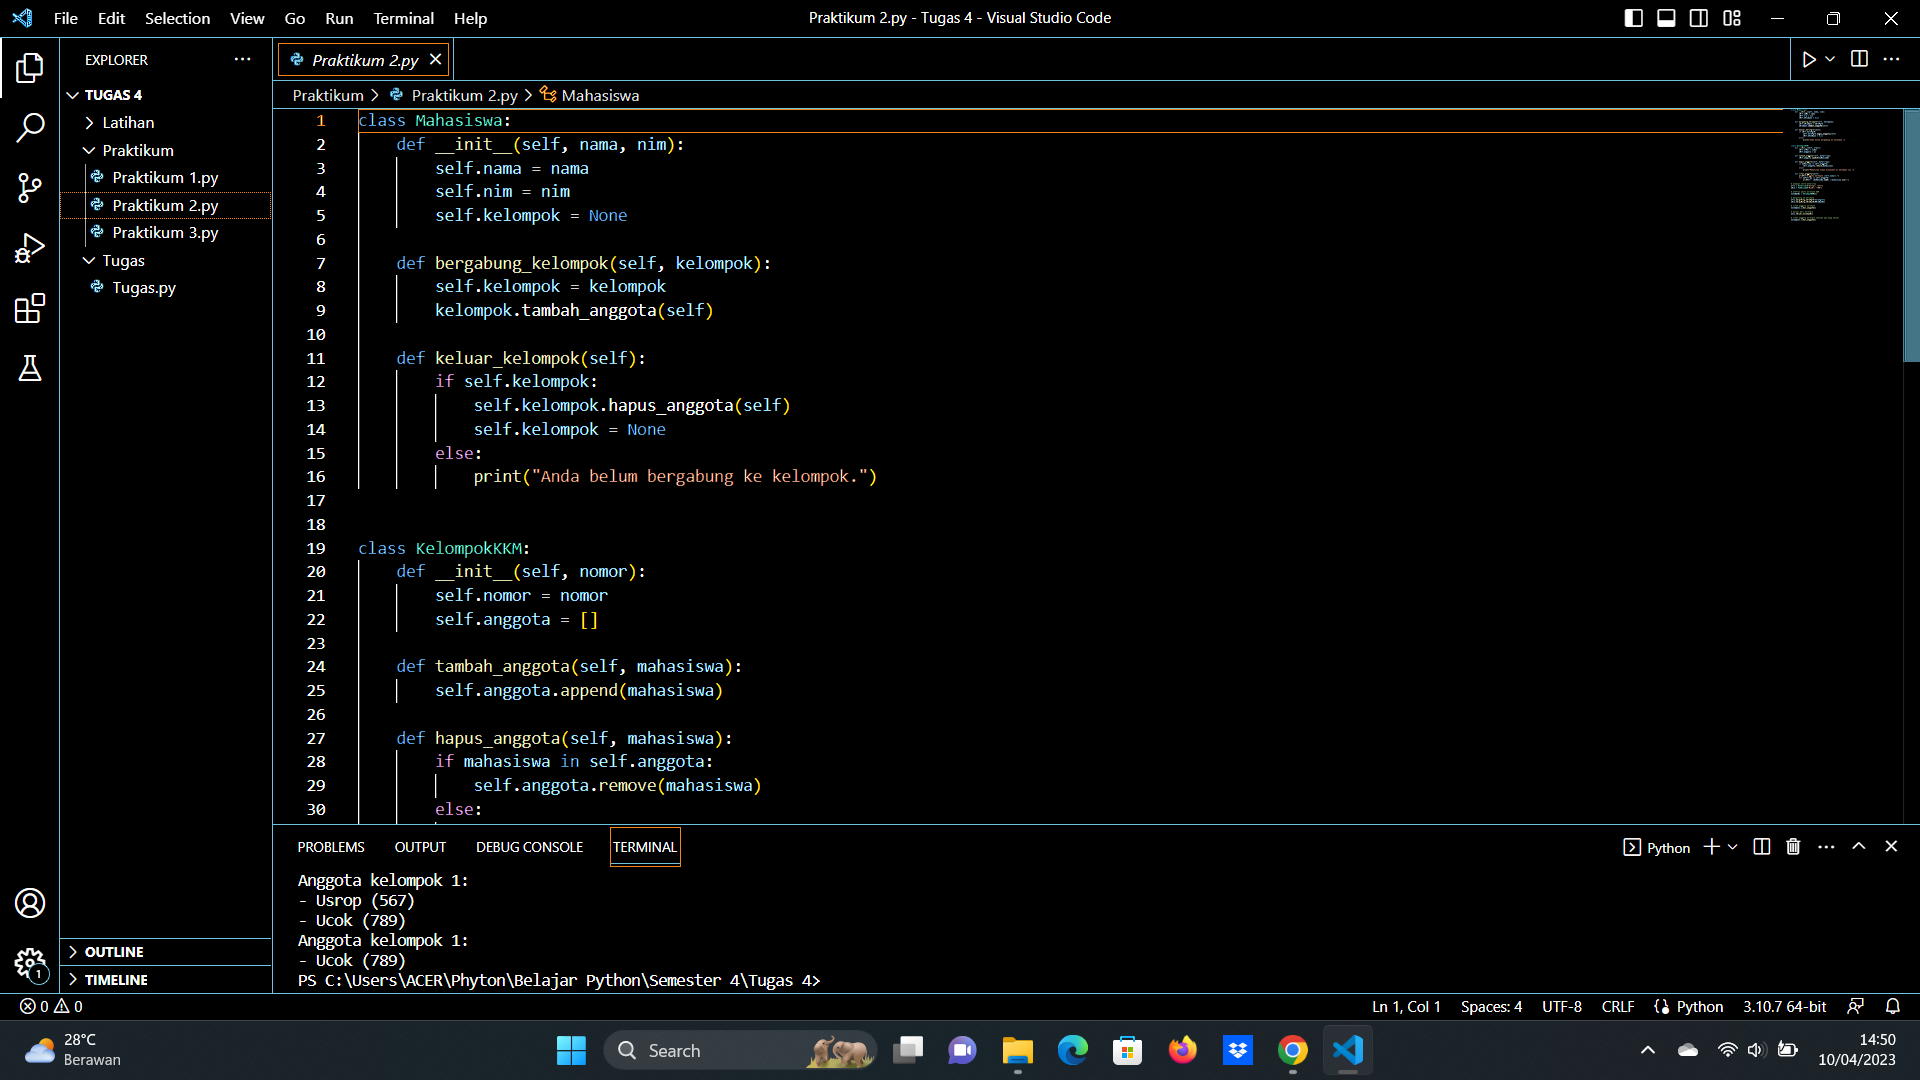 File Edit Selection View Go Run Terminal Help
Praktikum 2.py - Tugas 4 - Visual Studio Code
EXPLORER
TUGAS 4
Latihan
Praktikum
Praktikum 1.py
Praktikum 2.py
Praktikum 3.py
Tugas
Tugas.py
OUTLINE
TIMELINE
1
Praktikum 2.py
Praktikum > Praktikum 2.py > Mahasiswa
1 class Mahasiswa:
2     def __init__(self, nama, nim):
3         self.nama = nama
4         self.nim = nim
5         self.kelompok = None
6
7     def bergabung_kelompok(self, kelompok):
8         self.kelompok = kelompok
9         kelompok.tambah_anggota(self)
10
11     def keluar_kelompok(self):
12         if self.kelompok:
13             self.kelompok.hapus_anggota(self)
14             self.kelompok = None
15         else:
16             print("Anda belum bergabung ke kelompok.")
17
18
19 class KelompokKKM:
20     def __init__(self, nomor):
21         self.nomor = nomor
22         self.anggota = []
23
24     def tambah_anggota(self, mahasiswa):
25         self.anggota.append(mahasiswa)
26
27     def hapus_anggota(self, mahasiswa):
28         if mahasiswa in self.anggota:
29             self.anggota.remove(mahasiswa)
30         else:
PROBLEMS OUTPUT DEBUG CONSOLE TERMINAL
Python
Anggota kelompok 1:
- Usrop (567)
- Ucok (789)
Anggota kelompok 1:
- Ucok (789)
PS C:\Users\ACER\Phyton\Belajar Python\Semester 4\Tugas 4>
0 0
Ln 1, Col 1 Spaces: 4 UTF-8 CRLF Python 3.10.7 64-bit
28°C
Berawan
Search
14:50
10/04/2023